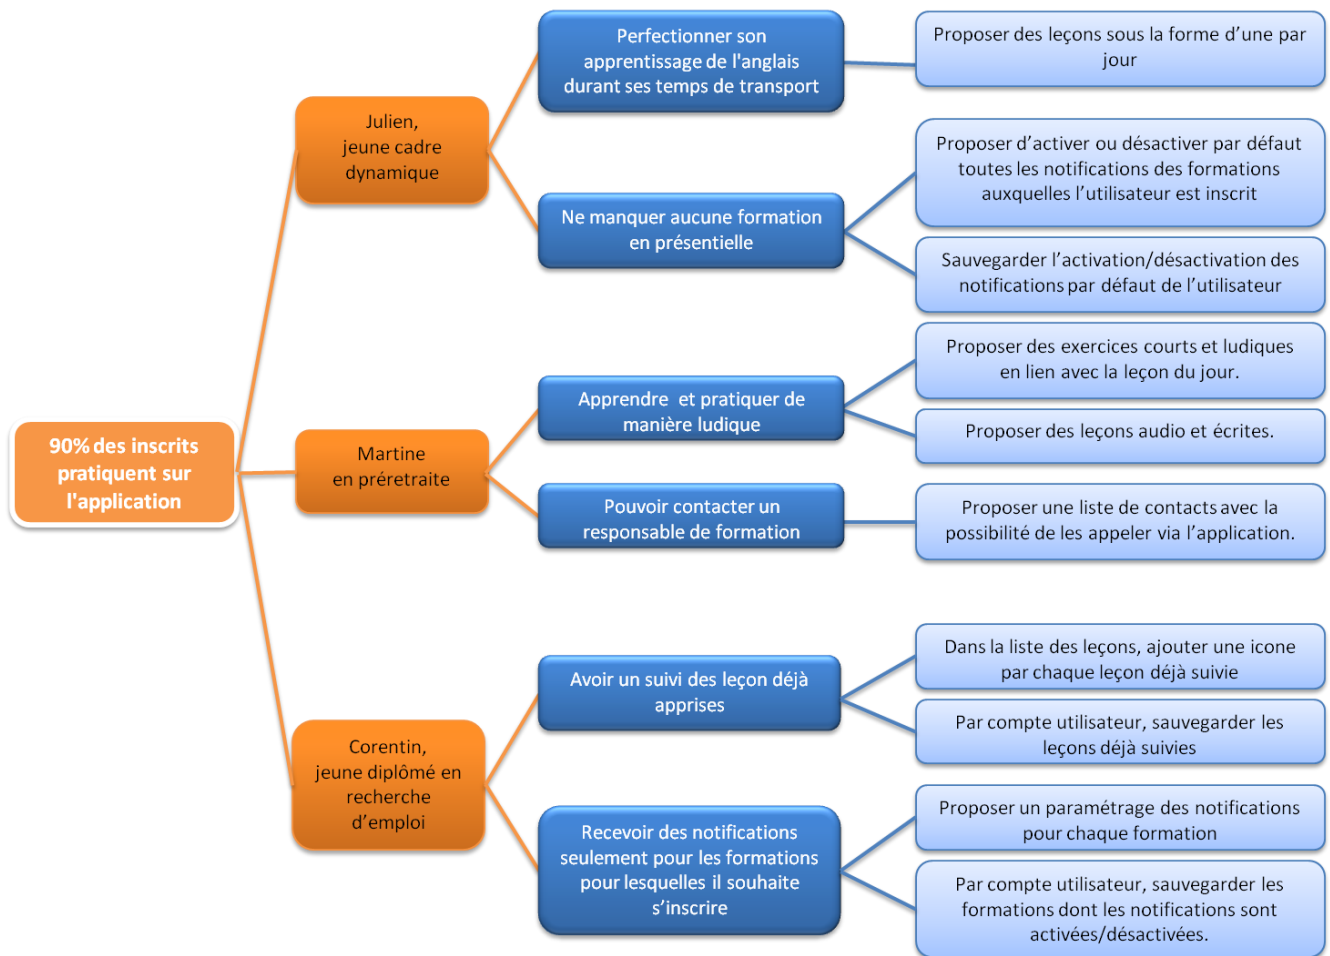 90% des inscrits
pratiquent sur
l'application
Julien,
jeune cadre
dynamique
Perfectionner son
apprentissage de l'anglais
durant ses temps de transport
Proposer des leçons sous la forme d’une par
jour
Ne manquer aucune formation
en présentielle
Proposer d’activer ou désactiver par défaut
toutes les notifications des formations
auxquelles l’utilisateur est inscrit
Sauvegarder l’activation/désactivation des
notifications par défaut de l’utilisateur
Martine
en préretraite
Apprendre et pratiquer de
manière ludique
Proposer des exercices courts et ludiques
en lien avec la leçon du jour.
Proposer des leçons audio et écrites.
Pouvoir contacter un
responsable de formation
Proposer une liste de contacts avec la
possibilité de les appeler via l’application.
Corentin,
jeune diplômé en
recherche
d’emploi
Avoir un suivi des leçon déjà
apprises
Dans la liste des leçons, ajouter une icone
par chaque leçon déjà suivie
Par compte utilisateur, sauvegarder les
leçons déjà suivies
Recevoir des notifications
seulement pour les formations
pour lesquelles il souhaite
s’inscrire
Proposer un paramétrage des notifications
pour chaque formation
Par compte utilisateur, sauvegarder les
formations dont les notifications sont
activées/désactivées.